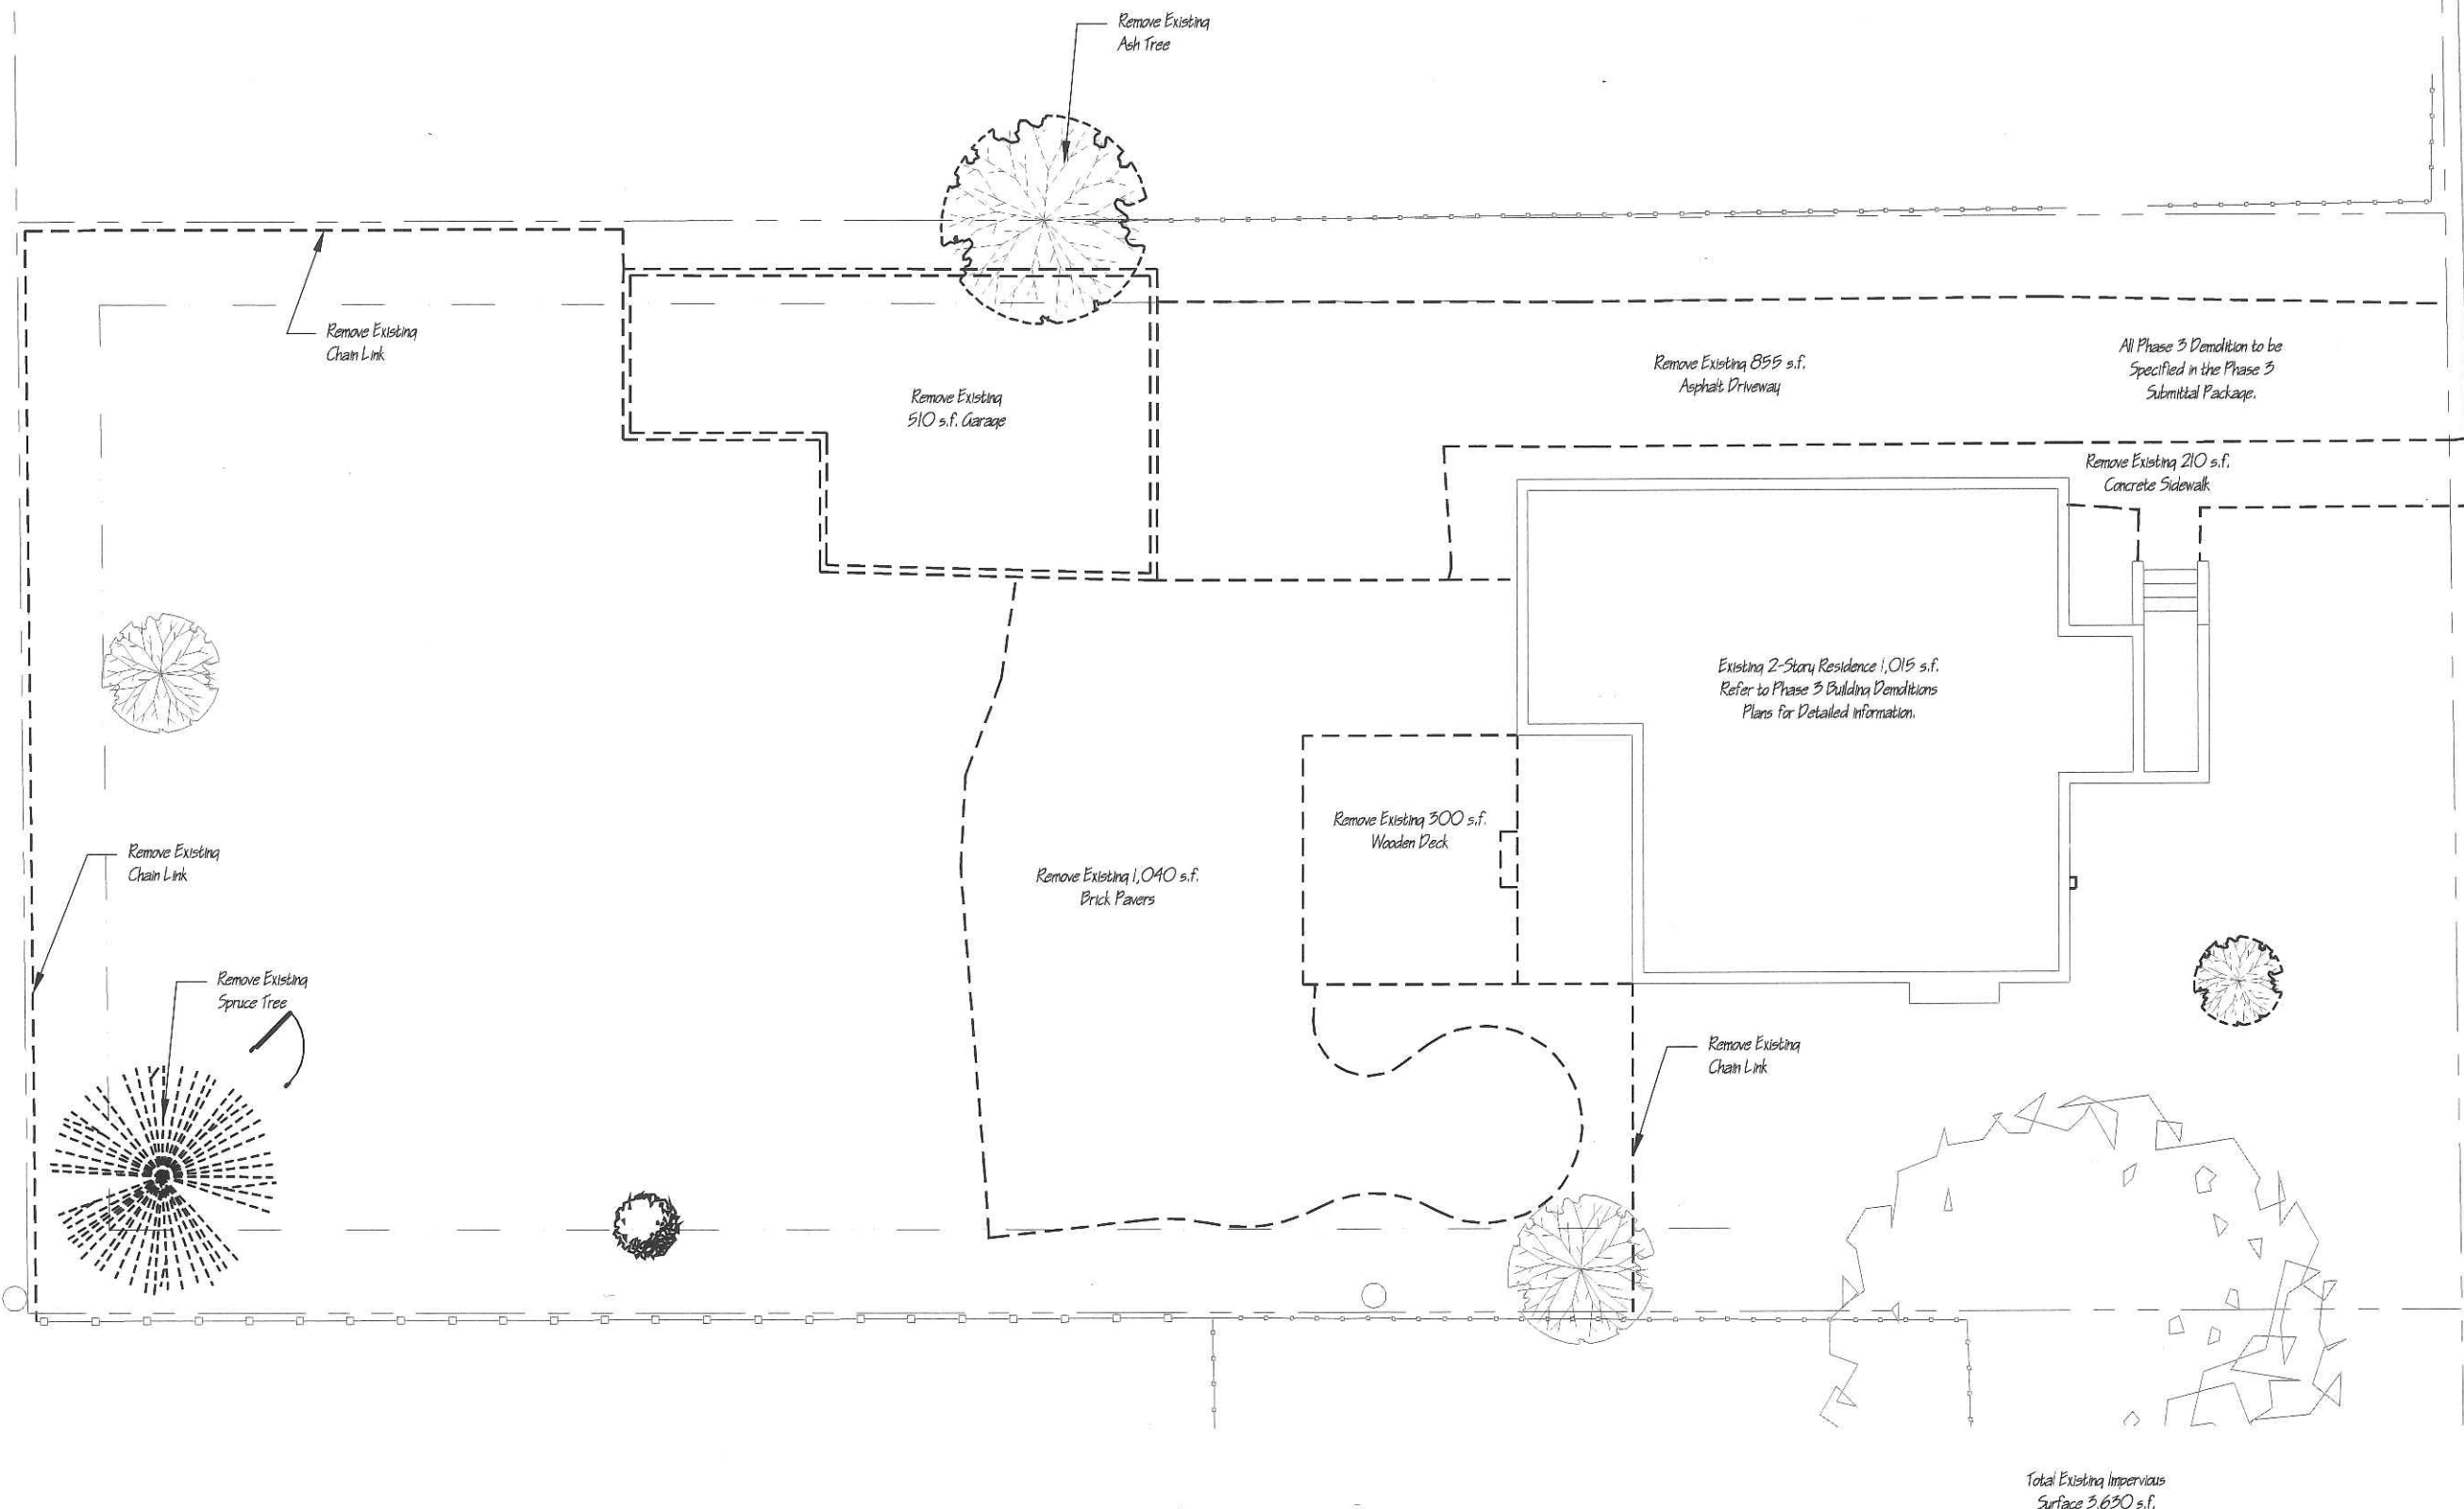 Remove Existing
Ash Tree
Remove Existing
Chain Link
Remove Existing
510 s.f. Garage
Remove Existing 855 s.f.
Asphalt Driveway
All Phase 3 Demolition to be
Specified in the Phase 3
Submittal Package.
Remove Existing 210 s.f.
Concrete Sidewalk
Existing 2-Story Residence 1,015 s.f.
Refer to Phase 3 Building Demolitions
Plans for Detailed information.
Remove Existing 300 s.f.
Wooden Deck
Remove Existing
Chain Link
Remove Existing 1,040 s.f.
Brick Pavers
Remove Existing
Spruce Tree
Remove Existing
Chain Link
Total Existing Impervious
Surface 3,630 s.f.